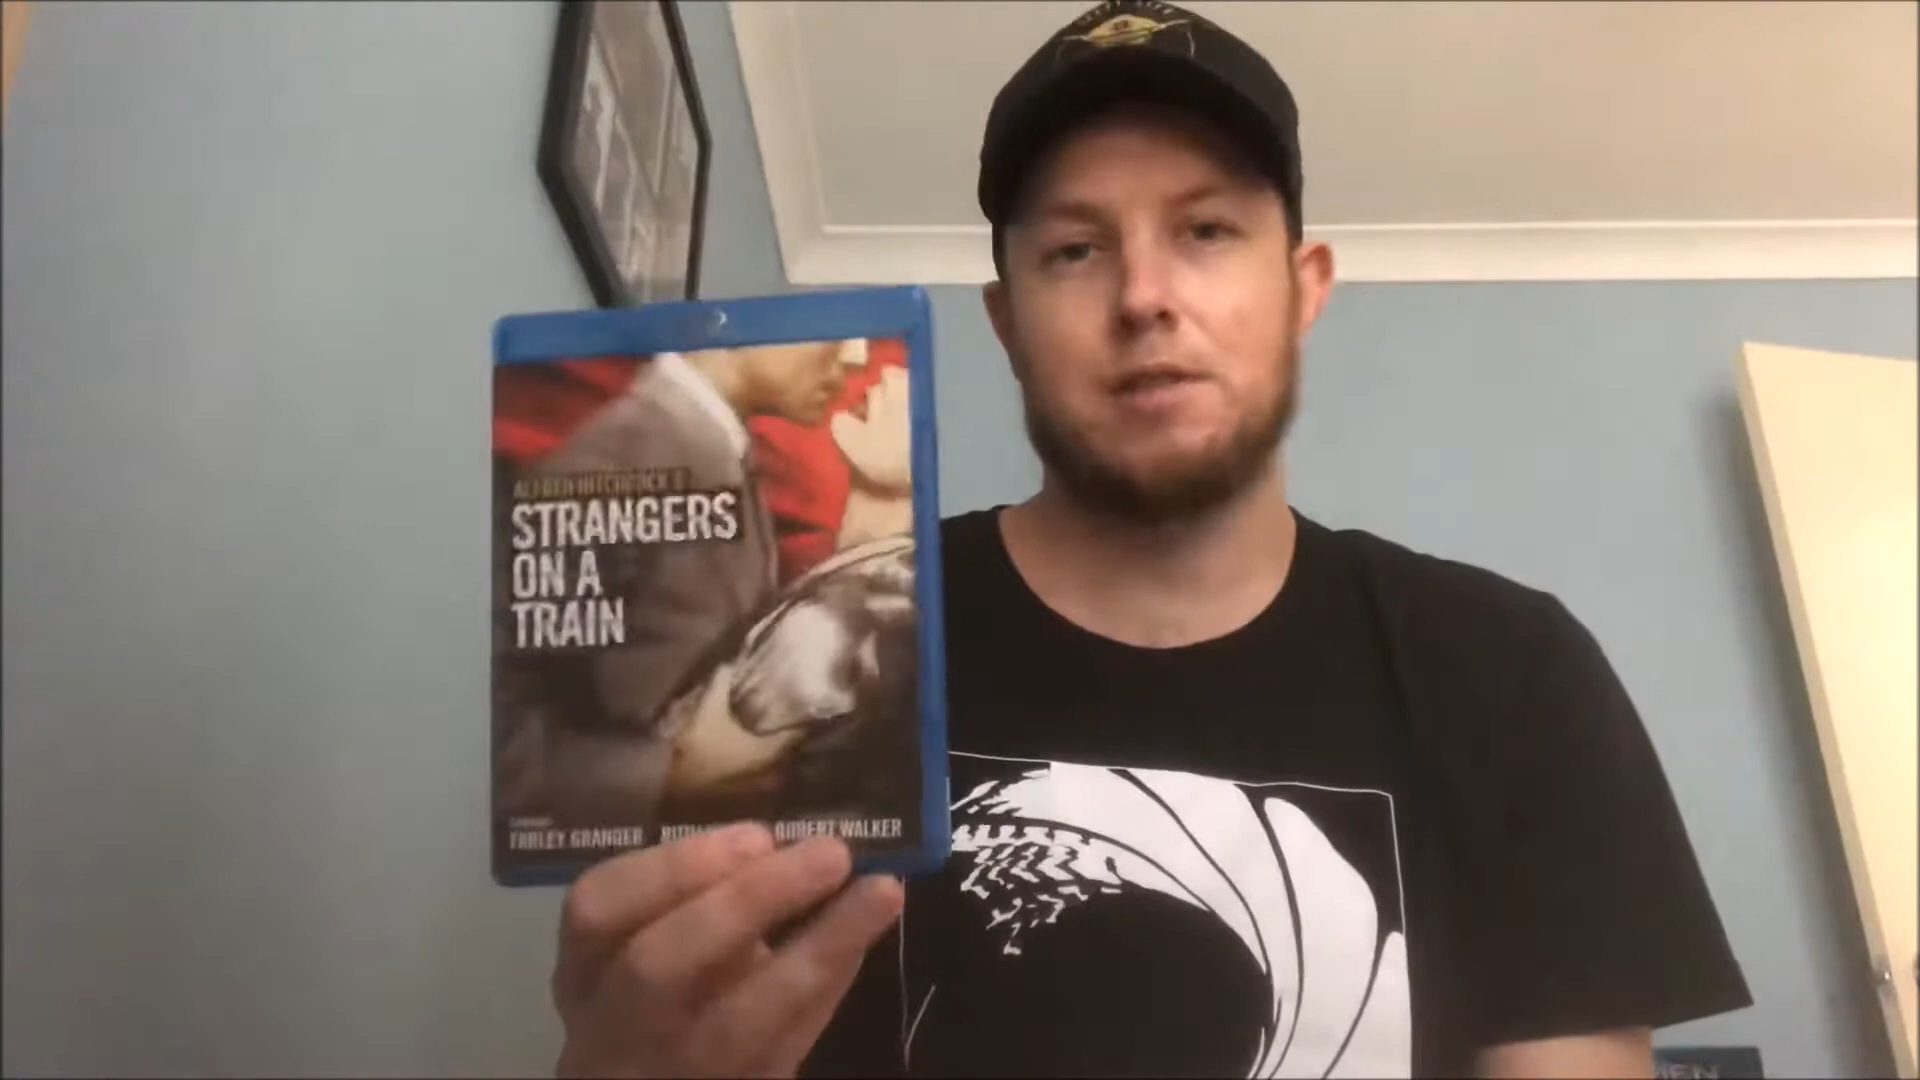 ALFRED HITCHCOCK'S
STRANGERS
ON A
TRAIN
FARLEY GRANGER ROBERT WALKER